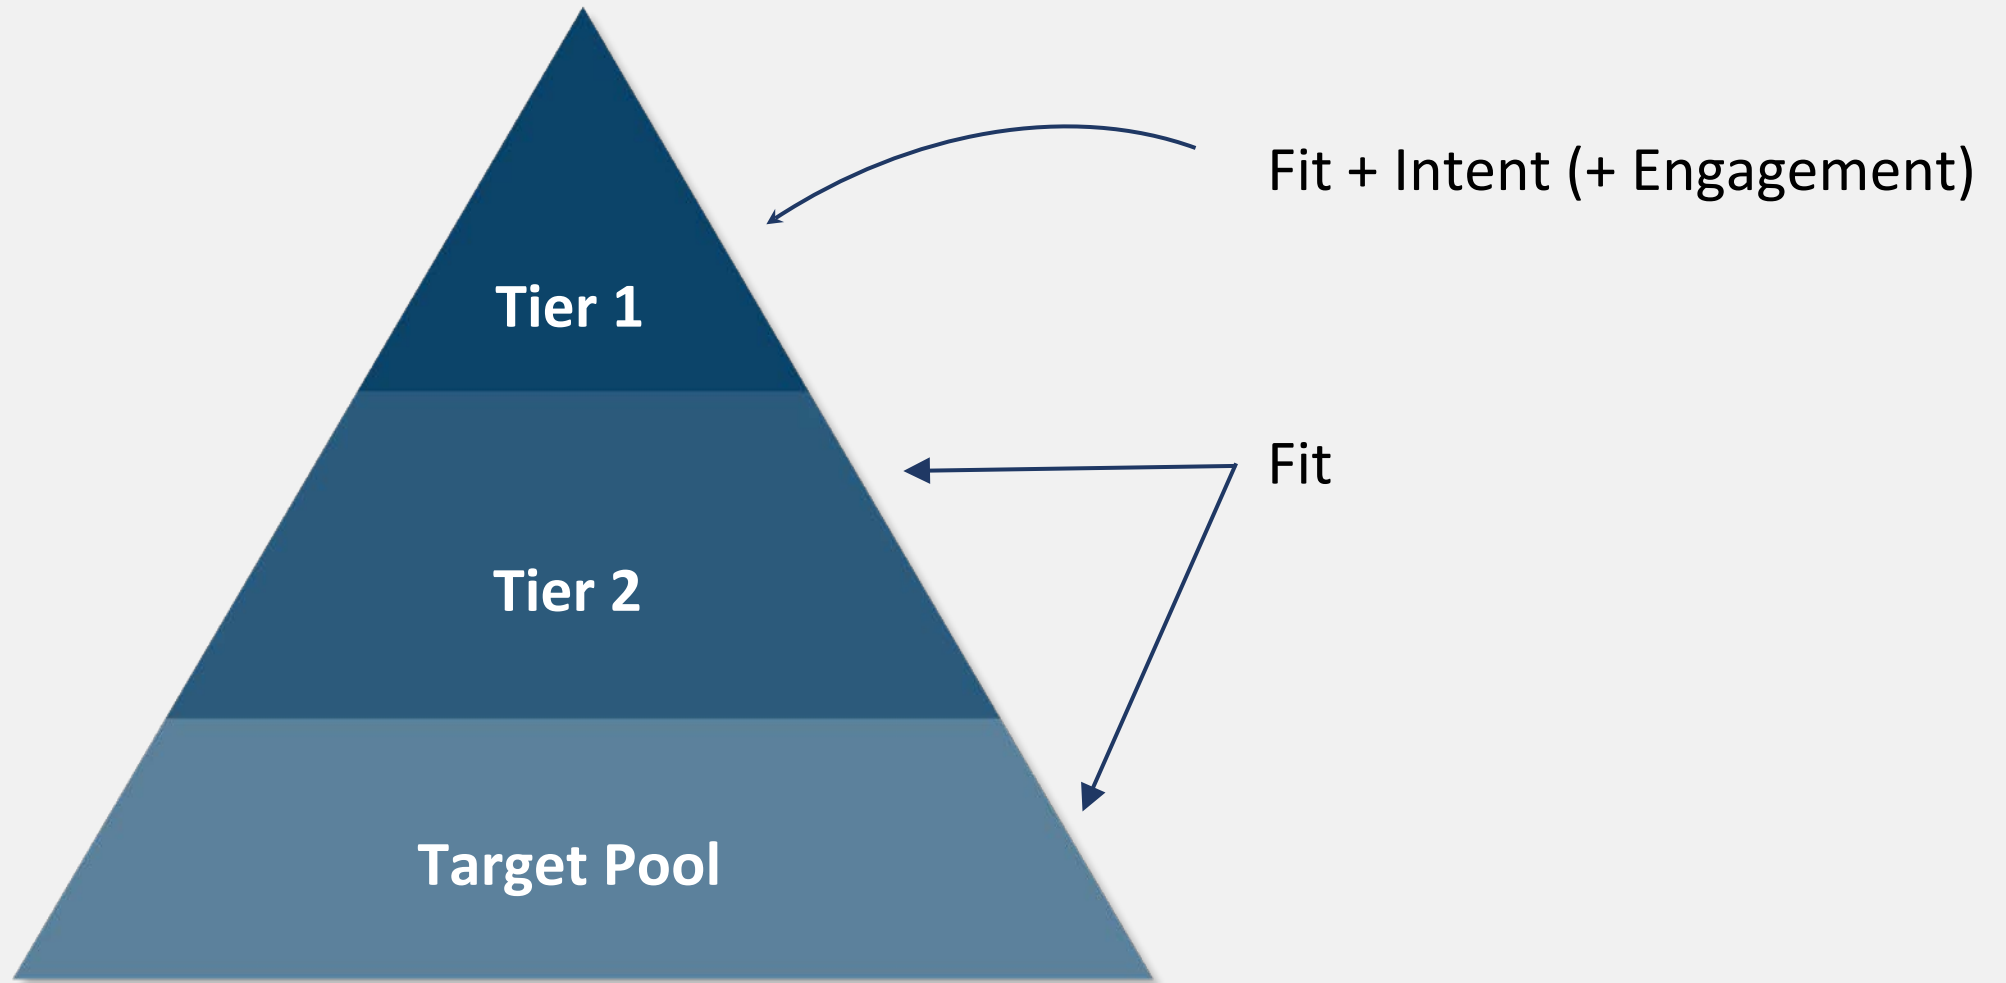 Fit + Intent (+ Engagement)
Tier 1
Fit
Tier 2
Target Pool